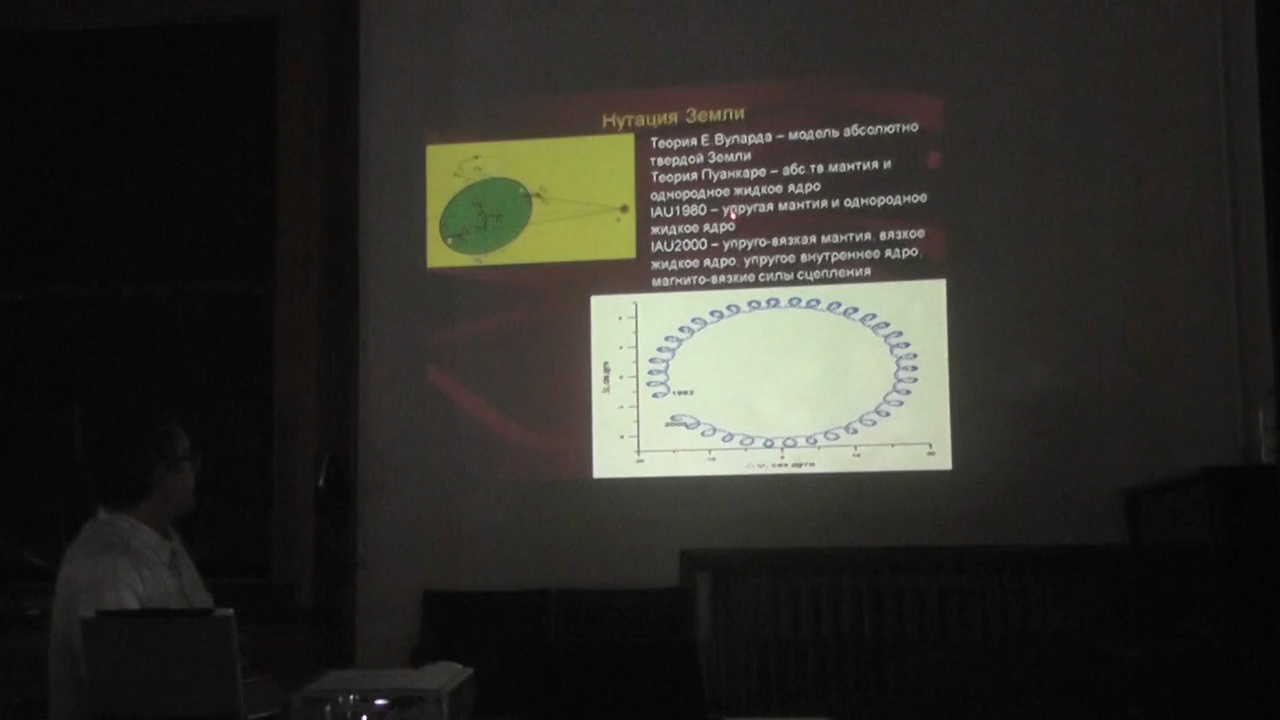 Нутация Земли
Теория Е.Вуларда – модель абсолютно
твердой Земли
Теория Пуанкаре – абс.тв.мантия и
однородное жидкое ядро
IAU1980 – упругая мантия и однородное
жидкое ядро
IAU2000 – упруго-вязкая мантия, вязкое
жидкое ядро, упругое внутреннее ядро,
магнито-вязкие силы сцепления